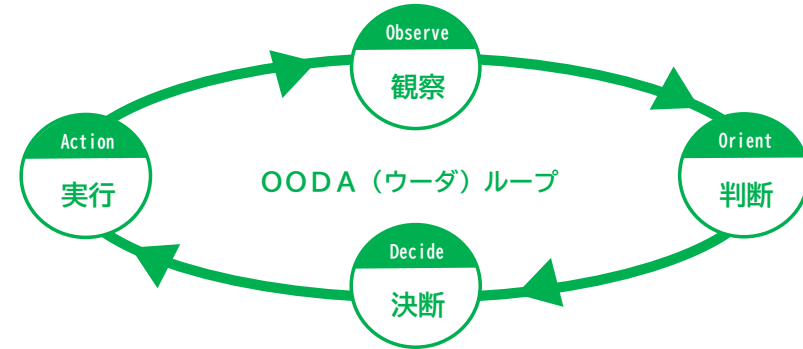 Observe
観察
Orient
判断
Decide
決断
Action
実行
OODA（ウーダ）ループ